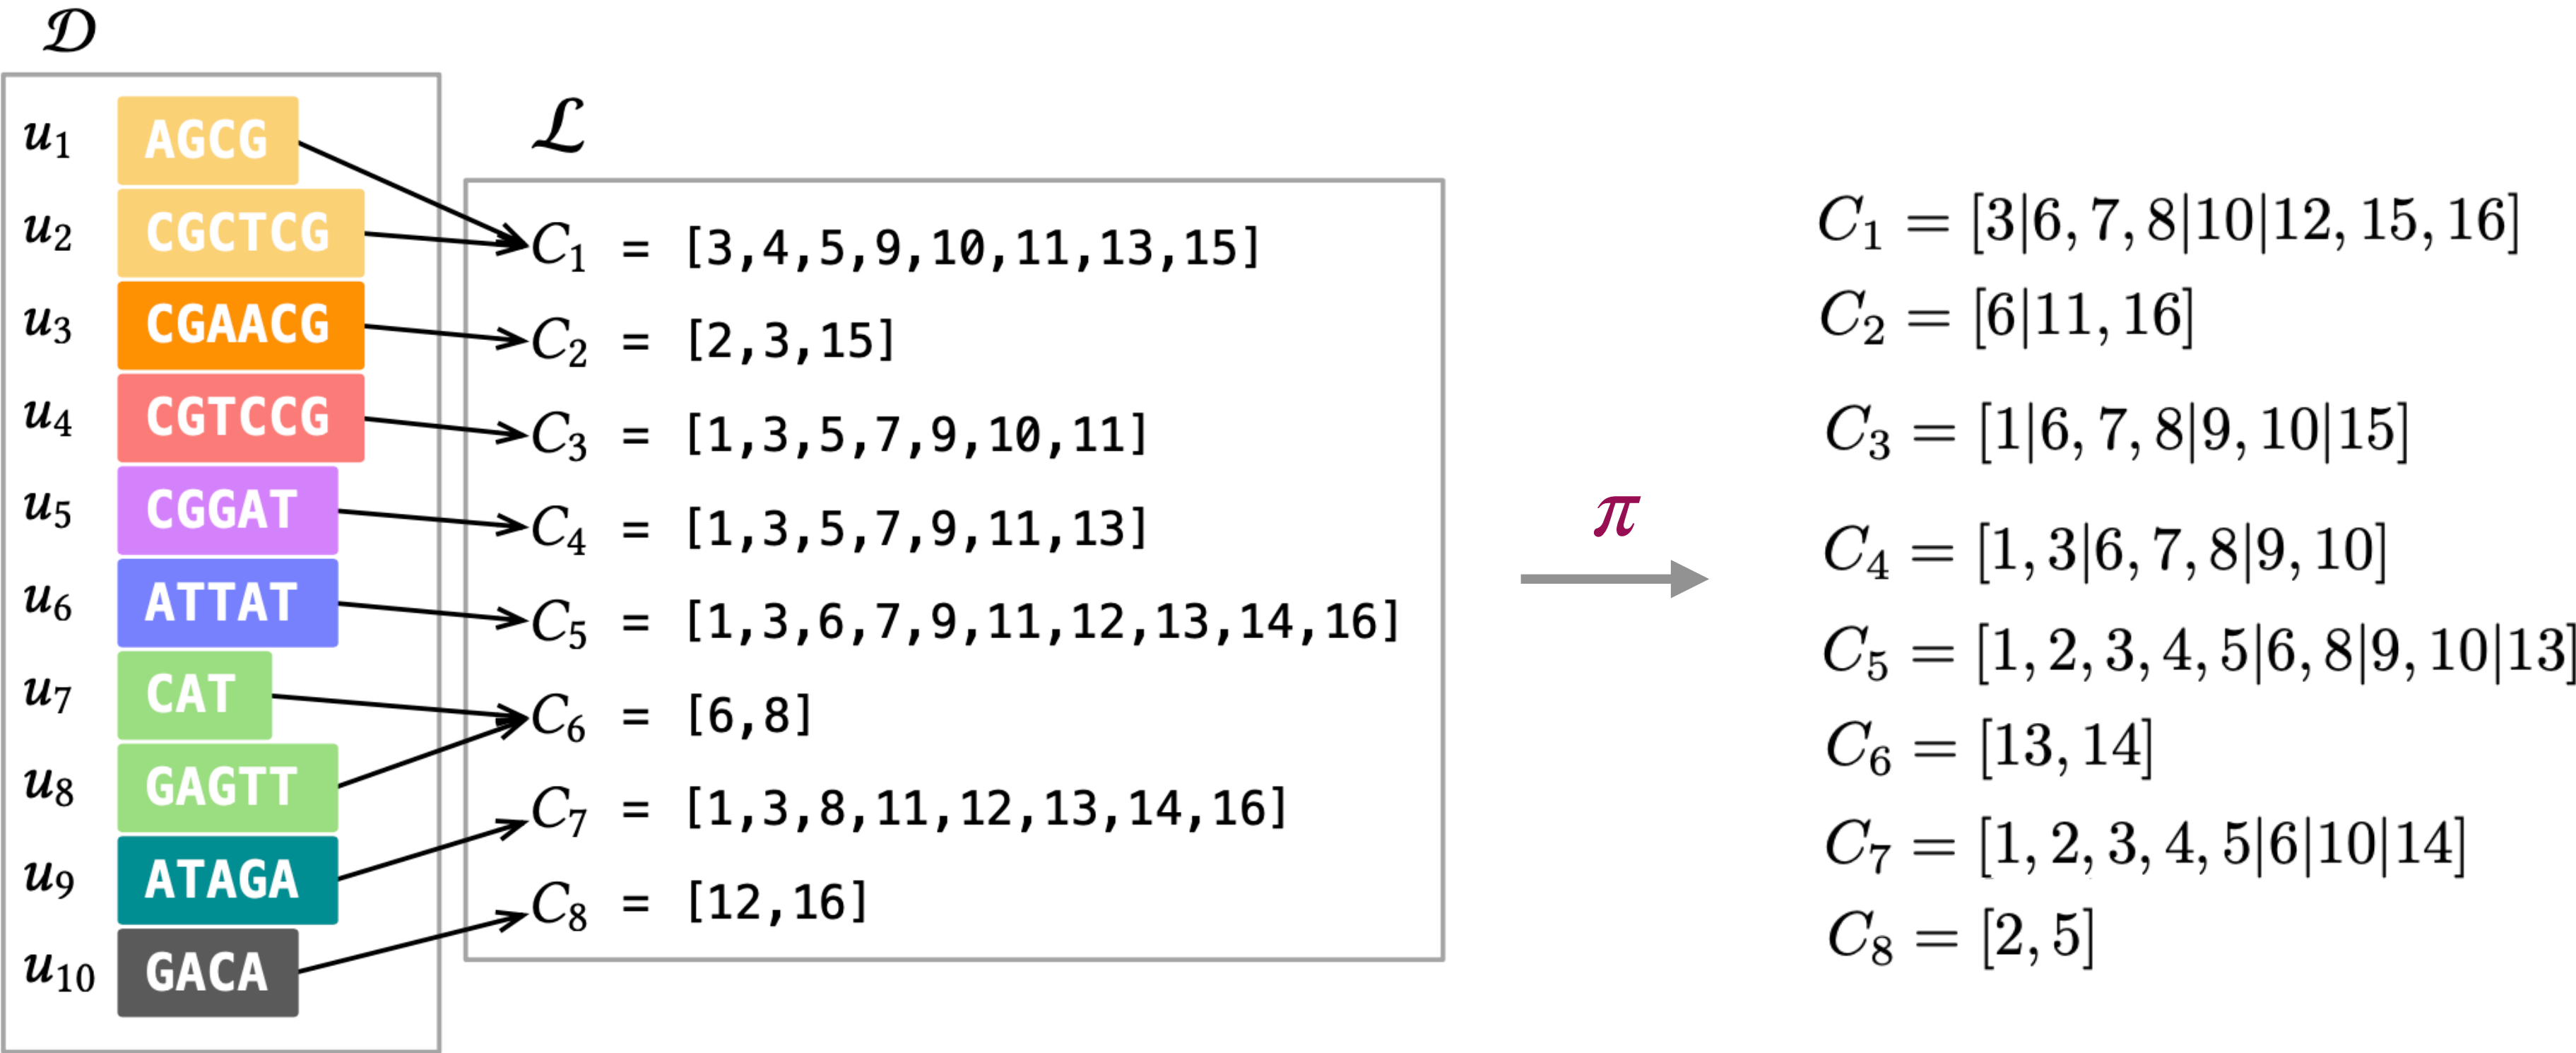 𝒟
u1 AGCG
u2 CGCTCG
u3 CGAACG
u4 CGTCCG
u5 CGGAT
u6 ATTAT
u7 CAT
u8 GAGTT
u9 ATAGA
u10 GACA
ℒ
C1 = [3,4,5,9,10,11,13,15]
C2 = [2,3,15]
C3 = [1,3,5,7,9,10,11]
C4 = [1,3,5,7,9,11,13]
C5 = [1,3,6,7,9,11,12,13,14,16]
C6 = [6,8]
C7 = [1,3,8,11,12,13,14,16]
C8 = [12,16]
π
C1 = [3|6, 7, 8|10|12, 15, 16]
C2 = [6|11, 16]
C3 = [1|6, 7, 8|9, 10|15]
C4 = [1, 3|6, 7, 8|9, 10]
C5 = [1, 2, 3, 4, 5|6, 8|9, 10|13]
C6 = [13, 14]
C7 = [1, 2, 3, 4, 5|6|10|14]
C8 = [2, 5]